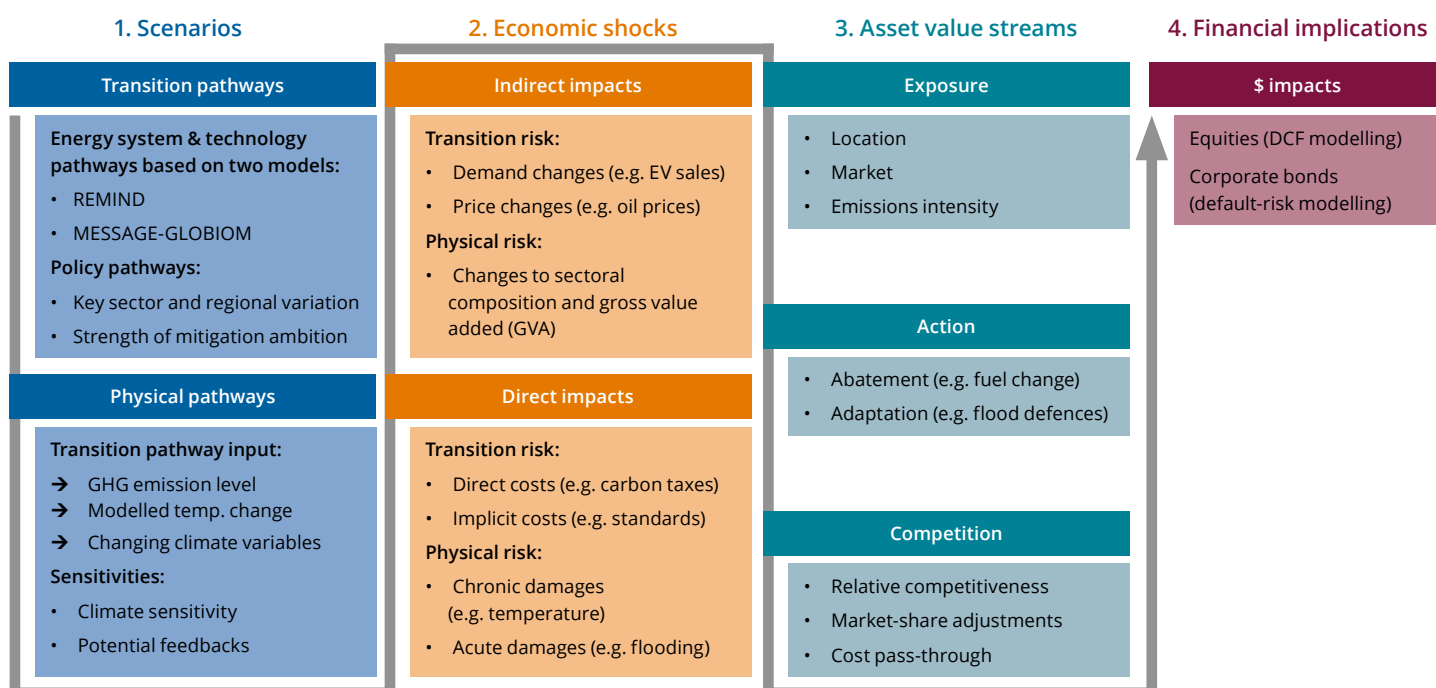 1. Scenarios
Transition pathways
Energy system & technology
pathways based on two models:
• REMIND
• MESSAGE-GLOBIOM
Policy pathways:
• Key sector and regional variation
• Strength of mitigation ambition
Physical pathways
Transition pathway input:
→ GHG emission level
→ Modelled temp. change
→ Changing climate variables
Sensitivities:
• Climate sensitivity
• Potential feedbacks
2. Economic shocks
Indirect impacts
Transition risk:
• Demand changes (e.g. EV sales)
• Price changes (e.g. oil prices)
Physical risk:
• Changes to sectoral
composition and gross value
added (GVA)
Direct impacts
Transition risk:
• Direct costs (e.g. carbon taxes)
• Implicit costs (e.g. standards)
Physical risk:
• Chronic damages
(e.g. temperature)
• Acute damages (e.g. flooding)
3. Asset value streams
Exposure
• Location
• Market
• Emissions intensity
Action
• Abatement (e.g. fuel change)
• Adaptation (e.g. flood defences)
Competition
• Relative competitiveness
• Market-share adjustments
• Cost pass-through
4. Financial implications
$ impacts
Equities (DCF modelling)
Corporate bonds
(default-risk modelling)